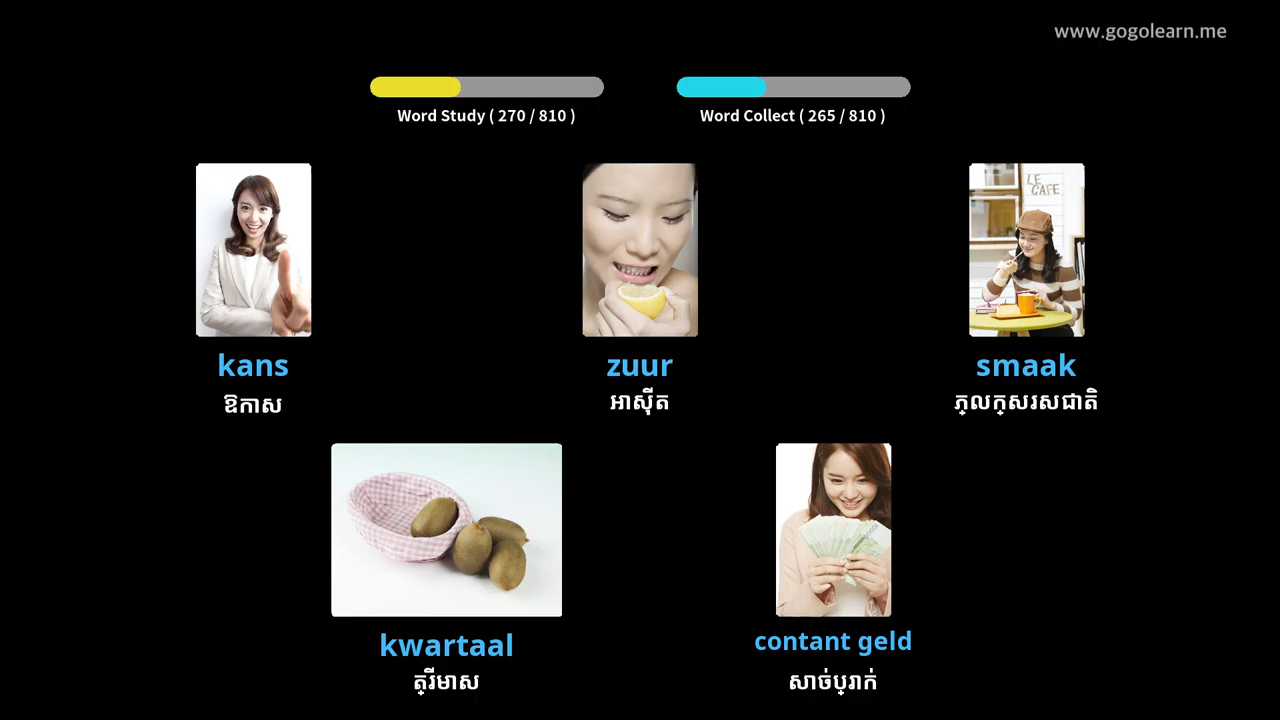 www.gogolearn.me
Word Study ( 270 / 810 )
Word Collect ( 265 / 810 )
LE
CAFE
kans
ឱកាស
zuur
អាស៊ីត
smaak
ភ្លក្សរសជាតិ
kwartaal
ត្រីមាស
contant geld
សាច់ប្រាក់